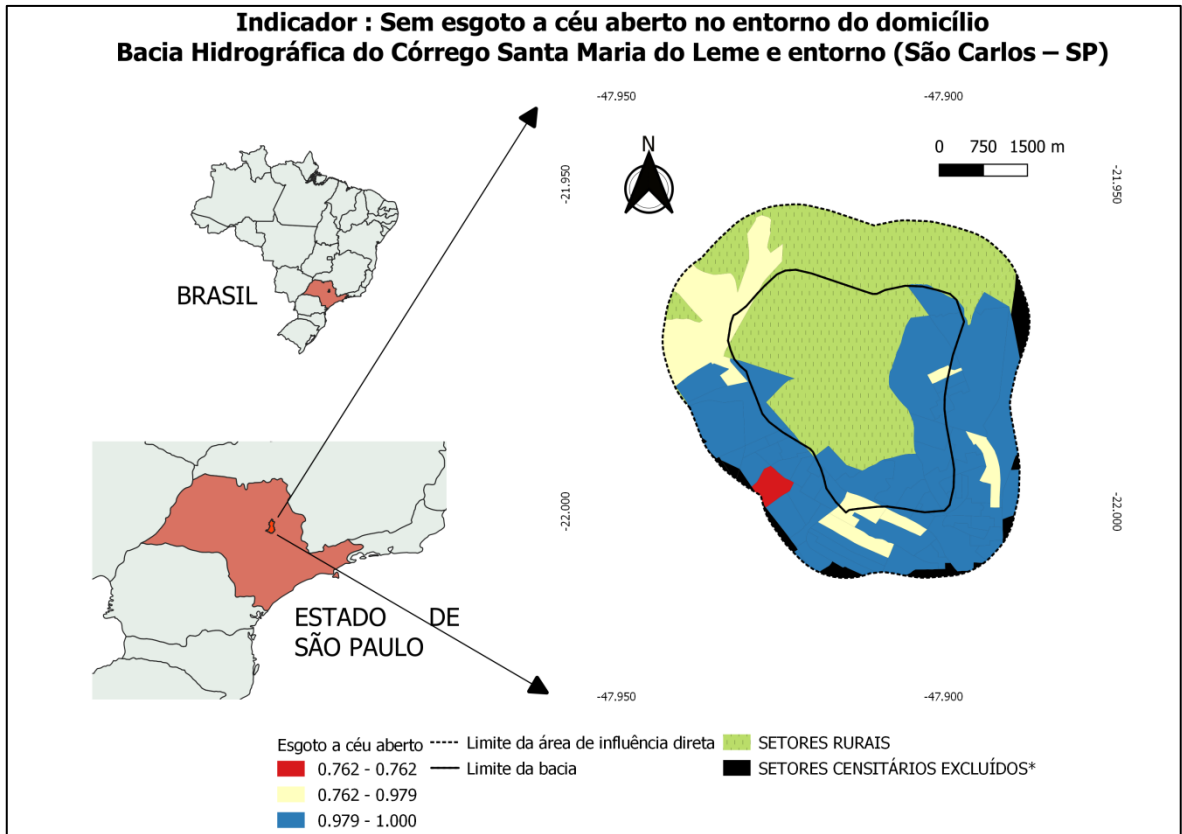 Indicador : Sem esgoto a céu aberto no entorno do domicílio
Bacia Hidrográfica do Córrego Santa Maria do Leme e entorno (São Carlos – SP)
-47.950
-47.900
N
0 750 1500 m
-21.950
-21.950
BRASIL
-22.000
-22.000
ESTADO DE
SÃO PAULO
-47.950
-47.900
Esgoto a céu aberto
0.762 - 0.762
0.762 - 0.979
0.979 - 1.000
Limite da área de influência direta
Limite da bacia
SETORES RURAIS
SETORES CENSITÁRIOS EXCLUÍDOS*